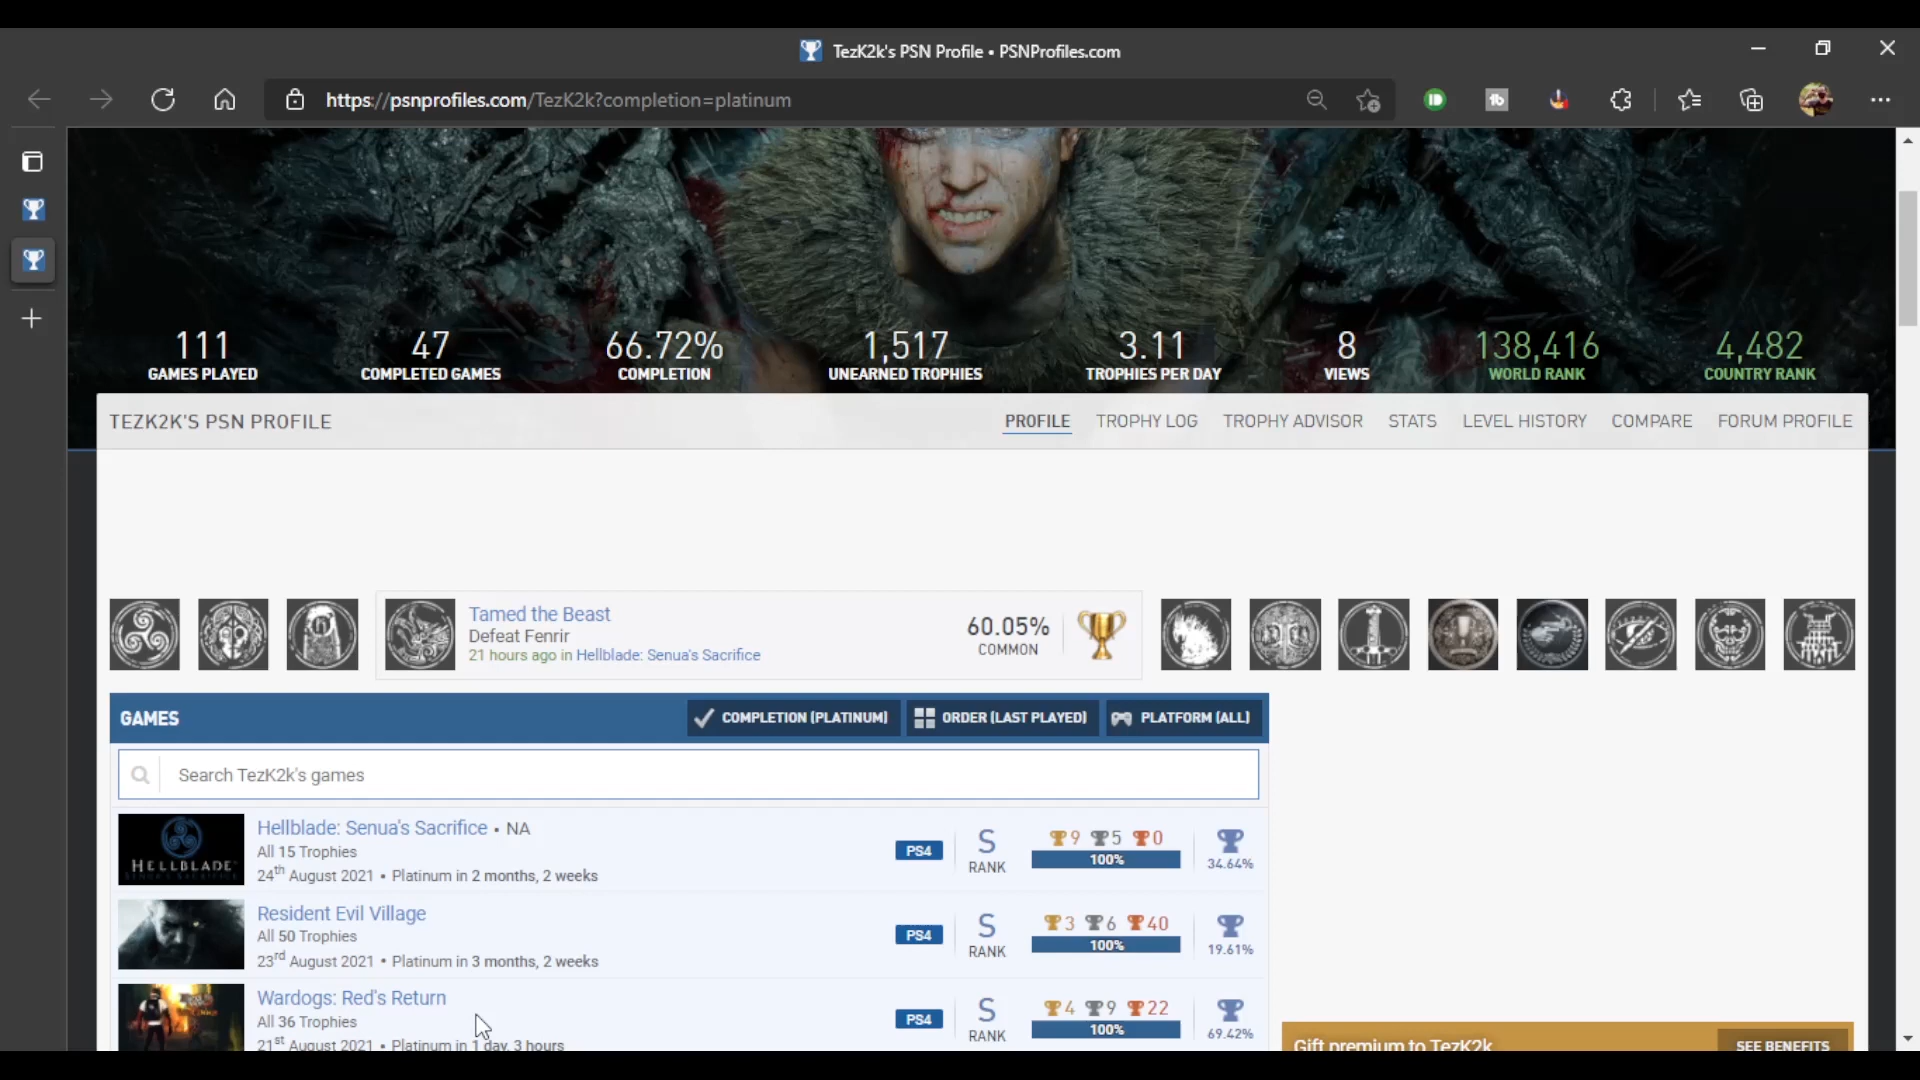 TezK2k's PSN Profile • PSNProfiles.com
https://psnprofiles.com/TezK2k?completion=platinum
111 47 66.72% 1,517 3.11 8 138,416 4,482
GAMES PLAYED COMPLETED GAMES COMPLETION UNEARNED TROPHIES TROPHIES PER DAY VIEWS WORLD RANK COUNTRY RANK
TEZK2K'S PSN PROFILE PROFILE TROPHY LOG TROPHY ADVISOR STATS LEVEL HISTORY COMPARE FORUM PROFILE
Tamed the Beast
Defeat Fenrir
21 hours ago in Hellblade: Senua's Sacrifice
60.05%
COMMON
GAMES COMPLETION (PLATINUM) ORDER (LAST PLAYED) PLATFORM (ALL)
Search TezK2k's games
HELLBLADE
Hellblade: Senua's Sacrifice • NA
All 15 Trophies
24th August 2021 • Platinum in 2 months, 2 weeks
PS4
S
RANK
9 5 0
100%
34.64%
Resident Evil Village
All 50 Trophies
23rd August 2021 • Platinum in 3 months, 2 weeks
PS4
S
RANK
3 6 40
100%
19.61%
Wardogs: Red's Return
All 36 Trophies
21st August 2021 • Platinum in 1 day, 3 hours
PS4
S
RANK
4 9 22
100%
69.42%
Gift premium to TezK2k SEE BENEFITS